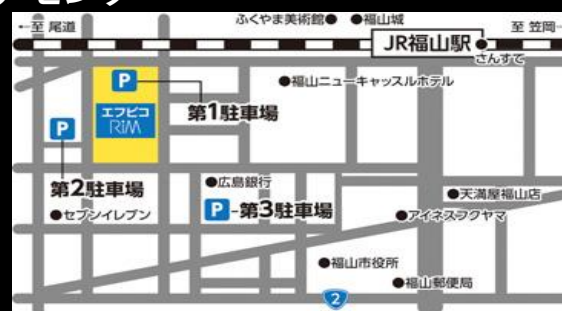 センター
←至 尾道
ふくやま美術館●
●福山城
至 笠岡→
JR福山駅●
さんすて
P
●福山ニューキャッスルホテル
エフピコ
RiM
第1駐車場
P
第2駐車場
●広島銀行
●天満屋福山店
●セブンイレブン
P-第3駐車場
●アイネスフクヤマ
●福山市役所
●福山郵便局
2